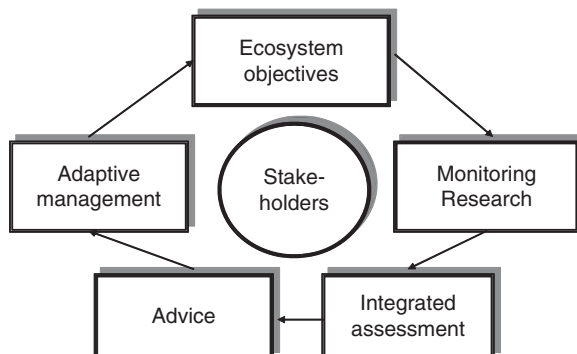 Ecosystem
objectives
Adaptive
management
Stake-
holders
Monitoring
Research
Advice
Integrated
assessment